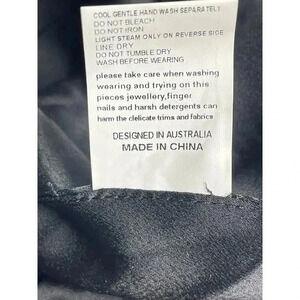 COOL GENTLE HAND WASH SEPARATELY
DO NOT BLEACH
DO NOT IRON
LIGHT STEAM ONLY ON REVERSE SIDE
LINE DRY
DO NOT TUMBLE DRY
WASH BEFORE WEARING
please take care when washing
wearing and trying on this
pieces jewellery,finger
nails and harsh detergents can
harm the clelicate trims and fabrics
DESIGNED IN AUSTRALIA
MADE IN CHINA